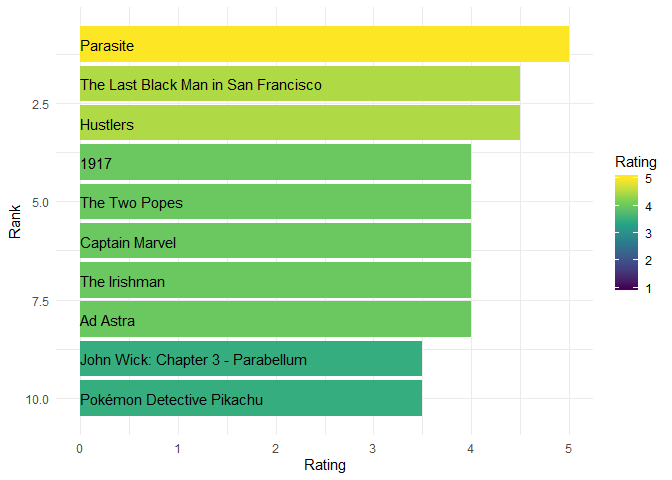 Parasite
The Last Black Man in San Francisco
2.5
Hustlers
1917
Rating
5
The Two Popes
5.0
4
Rank
Captain Marvel
3
The Irishman
2
7.5
1
Ad Astra
John Wick: Chapter 3 - Parabellum
10.0
Pokémon Detective Pikachu
0 1 2 3 4 5
Rating